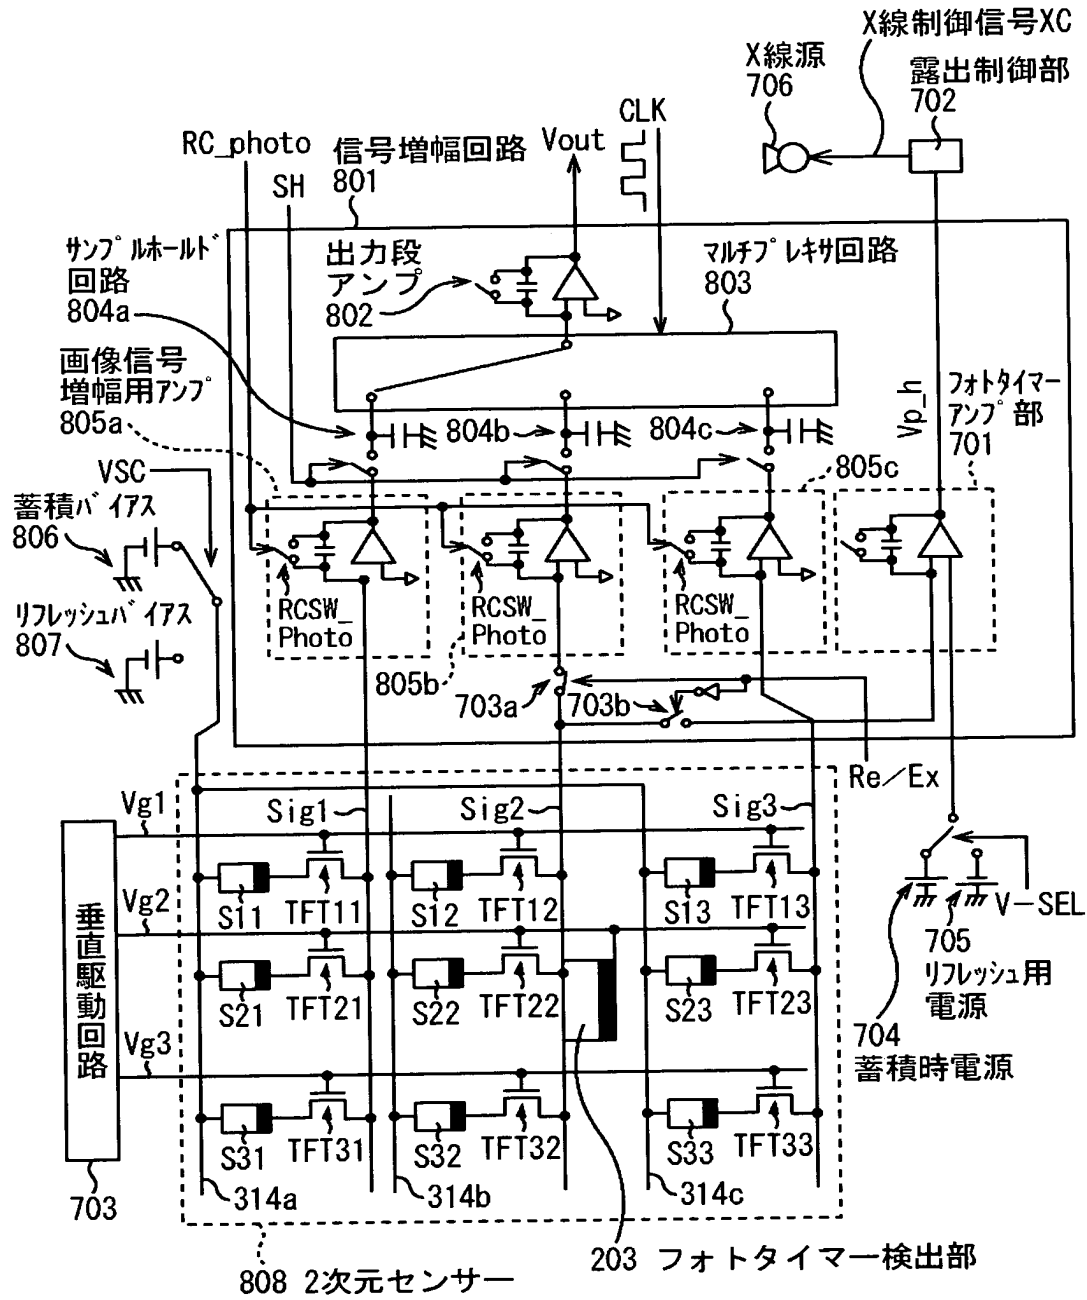 X線制御信号XC
X線源
706
露出制御部
702
CLK
RC_photo
信号増幅回路
801
Vout
SH
サンプルホールド
回路
804a
出力段
アンプ
802
マルチプレキサ回路
803
画像信号
増幅用アンプ
805a
804b
804c
Vp_h
フォトタイマー
アンプ部
701
VSC
805c
蓄積バイアス
806
RCSW_
Photo
RCSW_
Photo
RCSW_
Photo
リフレッシュバイアス
807
805b
703a
703b
Re/Ex
Vg1
Sig1
Sig2
Sig3
S11
TFT11
S12
TFT12
S13
TFT13
V-SEL
Vg2
705
リフレッシュ用
電源
S21
TFT21
S22
TFT22
S23
TFT23
704
蓄積時電源
垂直駆動回路
Vg3
S31
TFT31
S32
TFT32
S33
TFT33
703
314a
314b
314c
203 フォトタイマー検出部
808 2次元センサー